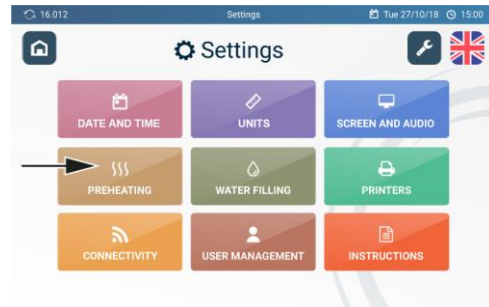 16.012 Settings Tue 27/10/18 15:00
Settings
DATE AND TIME UNITS SCREEN AND AUDIO
PREHEATING WATER FILLING PRINTERS
CONNECTIVITY USER MANAGEMENT INSTRUCTIONS